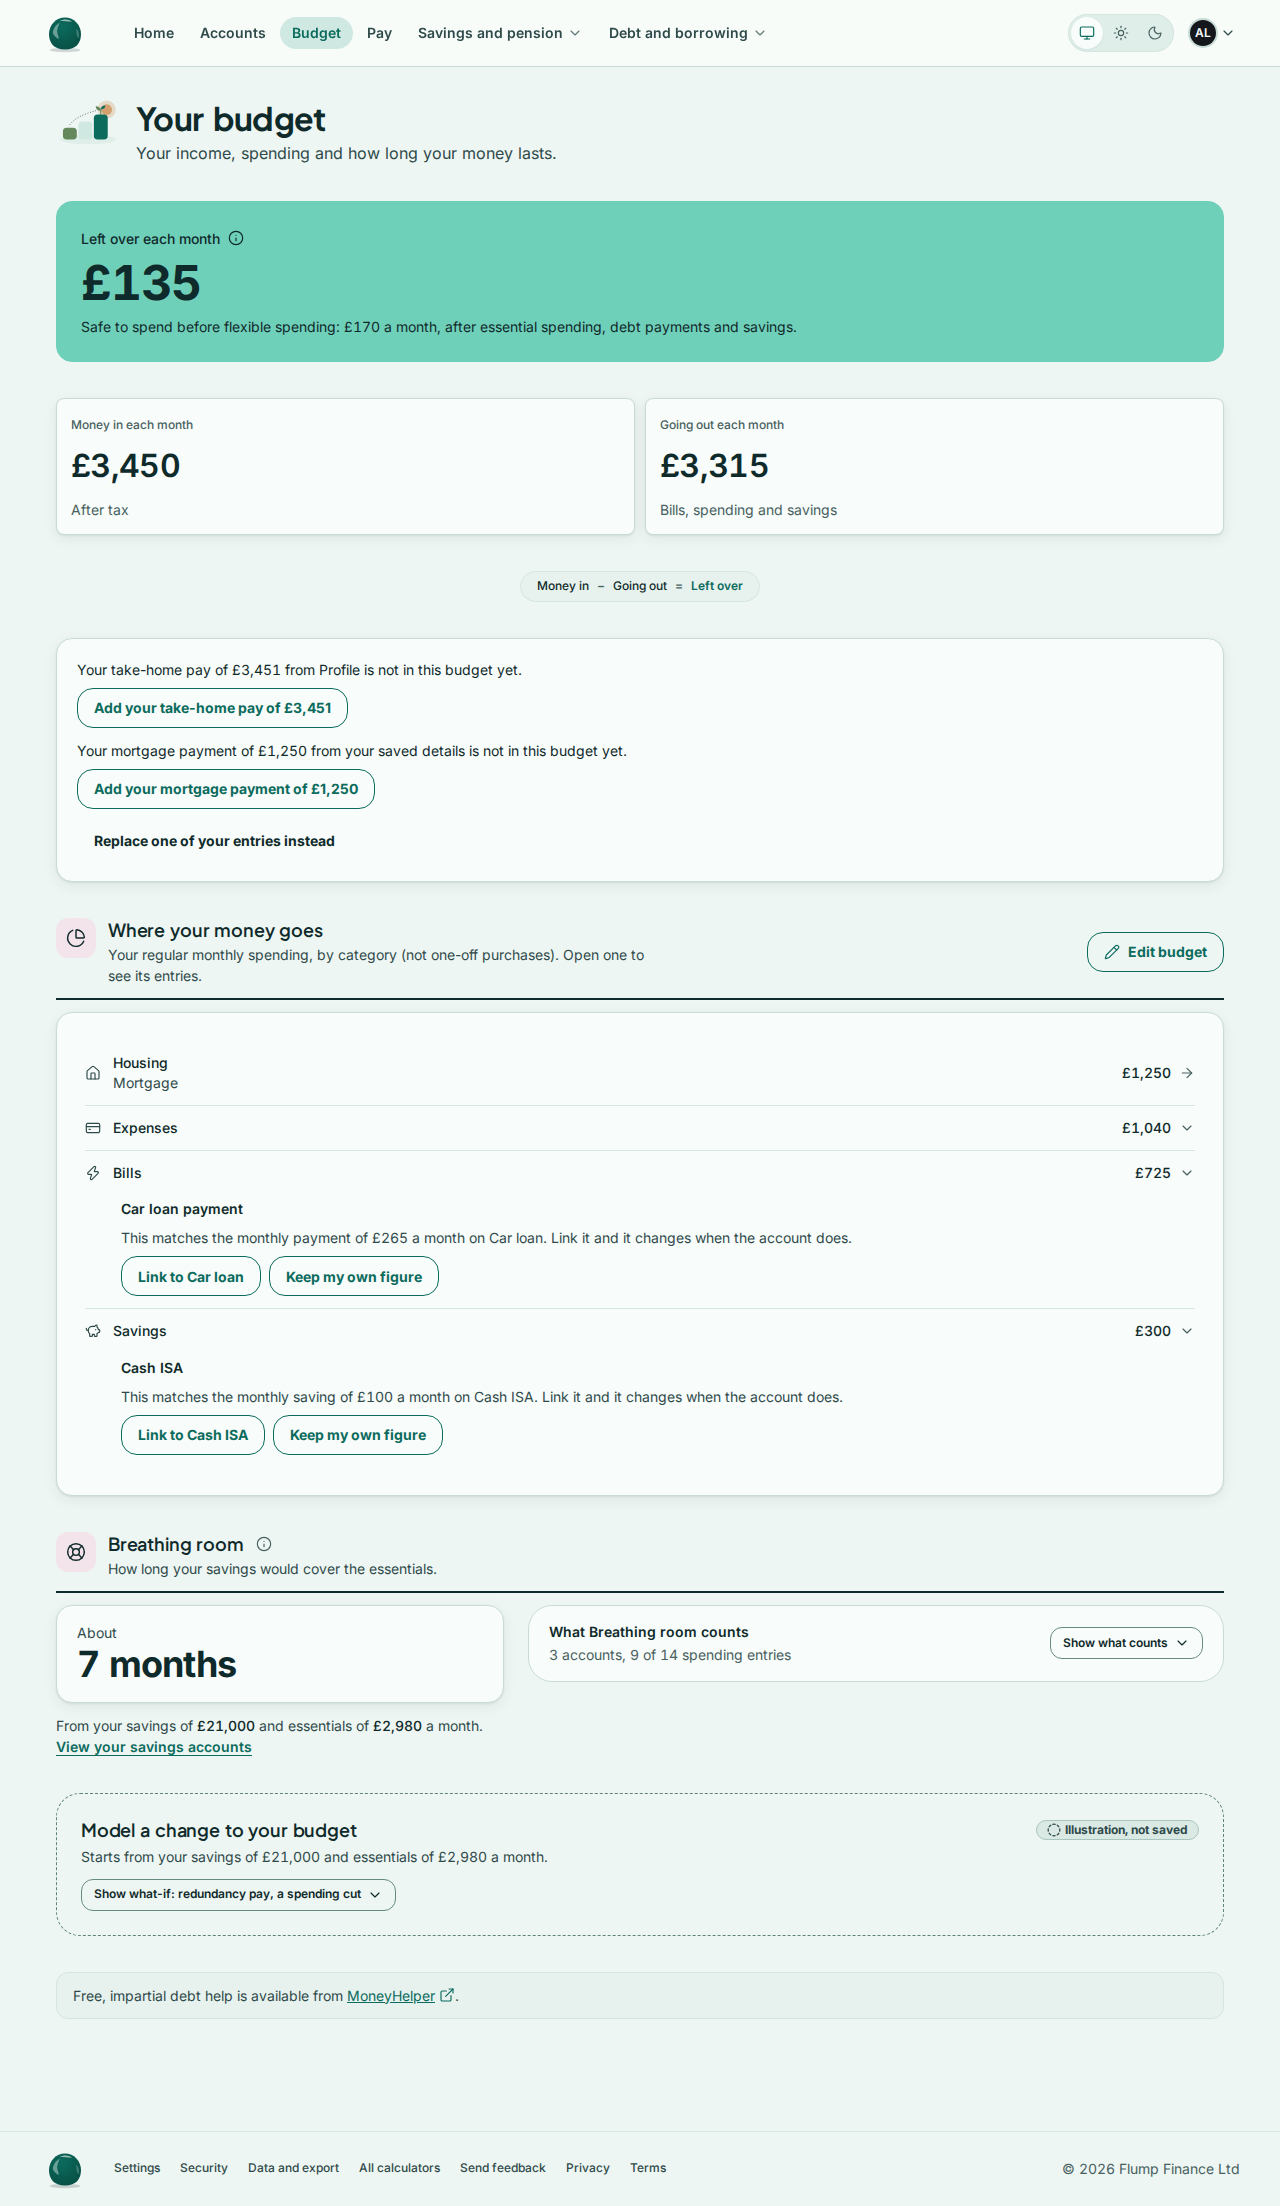 Home
Accounts
Budget
Pay
Savings and pension
Debt and borrowing
AL
Your budget
Your income, spending and how long your money lasts.
Left over each month
£135
Safe to spend before flexible spending: £170 a month, after essential spending, debt payments and savings.
Money in each month
£3,450
After tax
Going out each month
£3,315
Bills, spending and savings
Money in – Going out = Left over
Your take-home pay of £3,451 from Profile is not in this budget yet.
Add your take-home pay of £3,451
Your mortgage payment of £1,250 from your saved details is not in this budget yet.
Add your mortgage payment of £1,250
Replace one of your entries instead
Where your money goes
Your regular monthly spending, by category (not one-off purchases). Open one to
see its entries.
Edit budget
Housing
Mortgage
£1,250
Expenses
£1,040
Bills
£725
Car loan payment
This matches the monthly payment of £265 a month on Car loan. Link it and it changes when the account does.
Link to Car loan
Keep my own figure
Savings
£300
Cash ISA
This matches the monthly saving of £100 a month on Cash ISA. Link it and it changes when the account does.
Link to Cash ISA
Keep my own figure
Breathing room
How long your savings would cover the essentials.
About
7 months
From your savings of £21,000 and essentials of £2,980 a month.
View your savings accounts
What Breathing room counts
3 accounts, 9 of 14 spending entries
Show what counts
Model a change to your budget
Illustration, not saved
Starts from your savings of £21,000 and essentials of £2,980 a month.
Show what-if: redundancy pay, a spending cut
Free, impartial debt help is available from MoneyHelper.
Settings
Security
Data and export
All calculators
Send feedback
Privacy
Terms
© 2026 Flump Finance Ltd